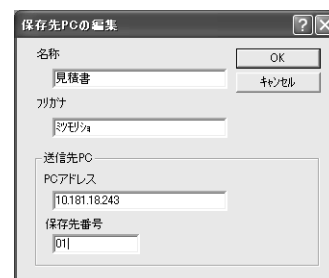 保存先PCの編集
名称
見積書
OK
キャンセル
フリガナ
ミツモリショ
送信先PC
PCアドレス
10.181.18.243
保存先番号
01